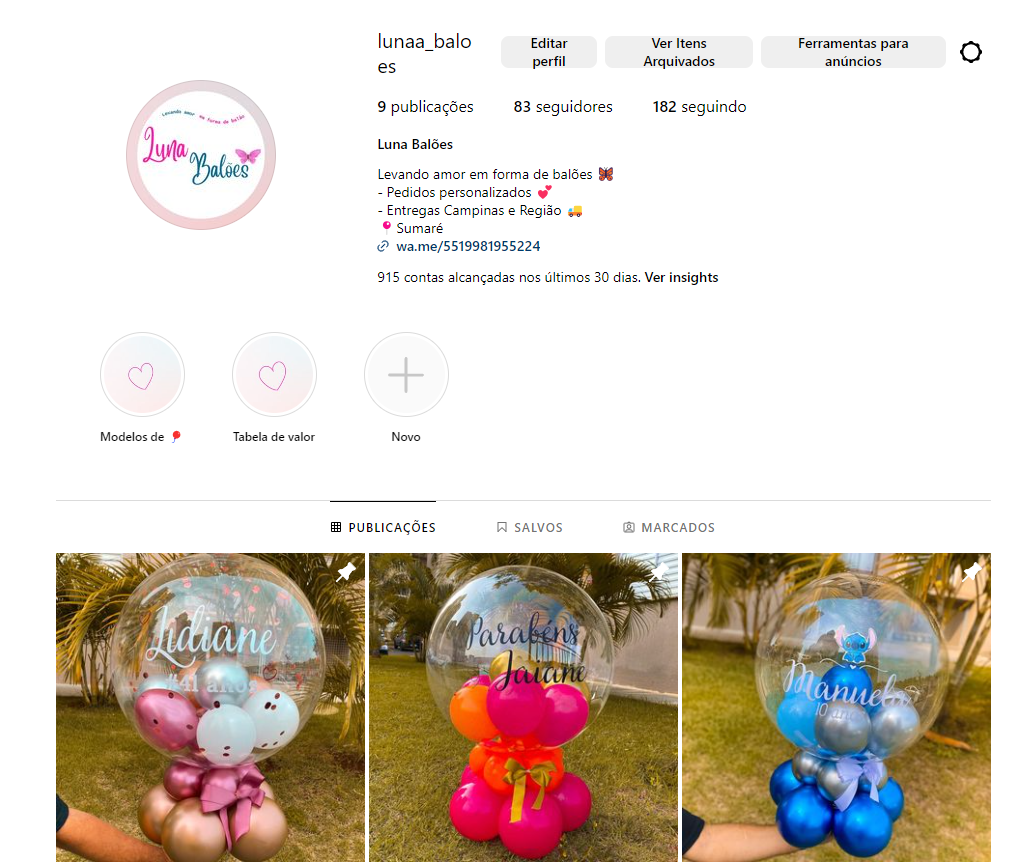 lunaa_balo
es
Editar
perfil
Ver Itens
Arquivados
Ferramentas para
anúncios
9 publicações 83 seguidores 182 seguindo
Levando amor em forma de balão
Luna
Balões
Luna Balões
Levando amor em forma de balões 🦋
- Pedidos personalizados 💕
- Entregas Campinas e Região 🚚
📍 Sumaré
wa.me/5519981955224
915 contas alcançadas nos últimos 30 dias. Ver insights
Modelos de 🎈
Tabela de valor
Novo
PUBLICAÇÕES
SALVOS
MARCADOS
Lidiane
#41 anos
Parabéns
Jaiane
Manuela
10 anos